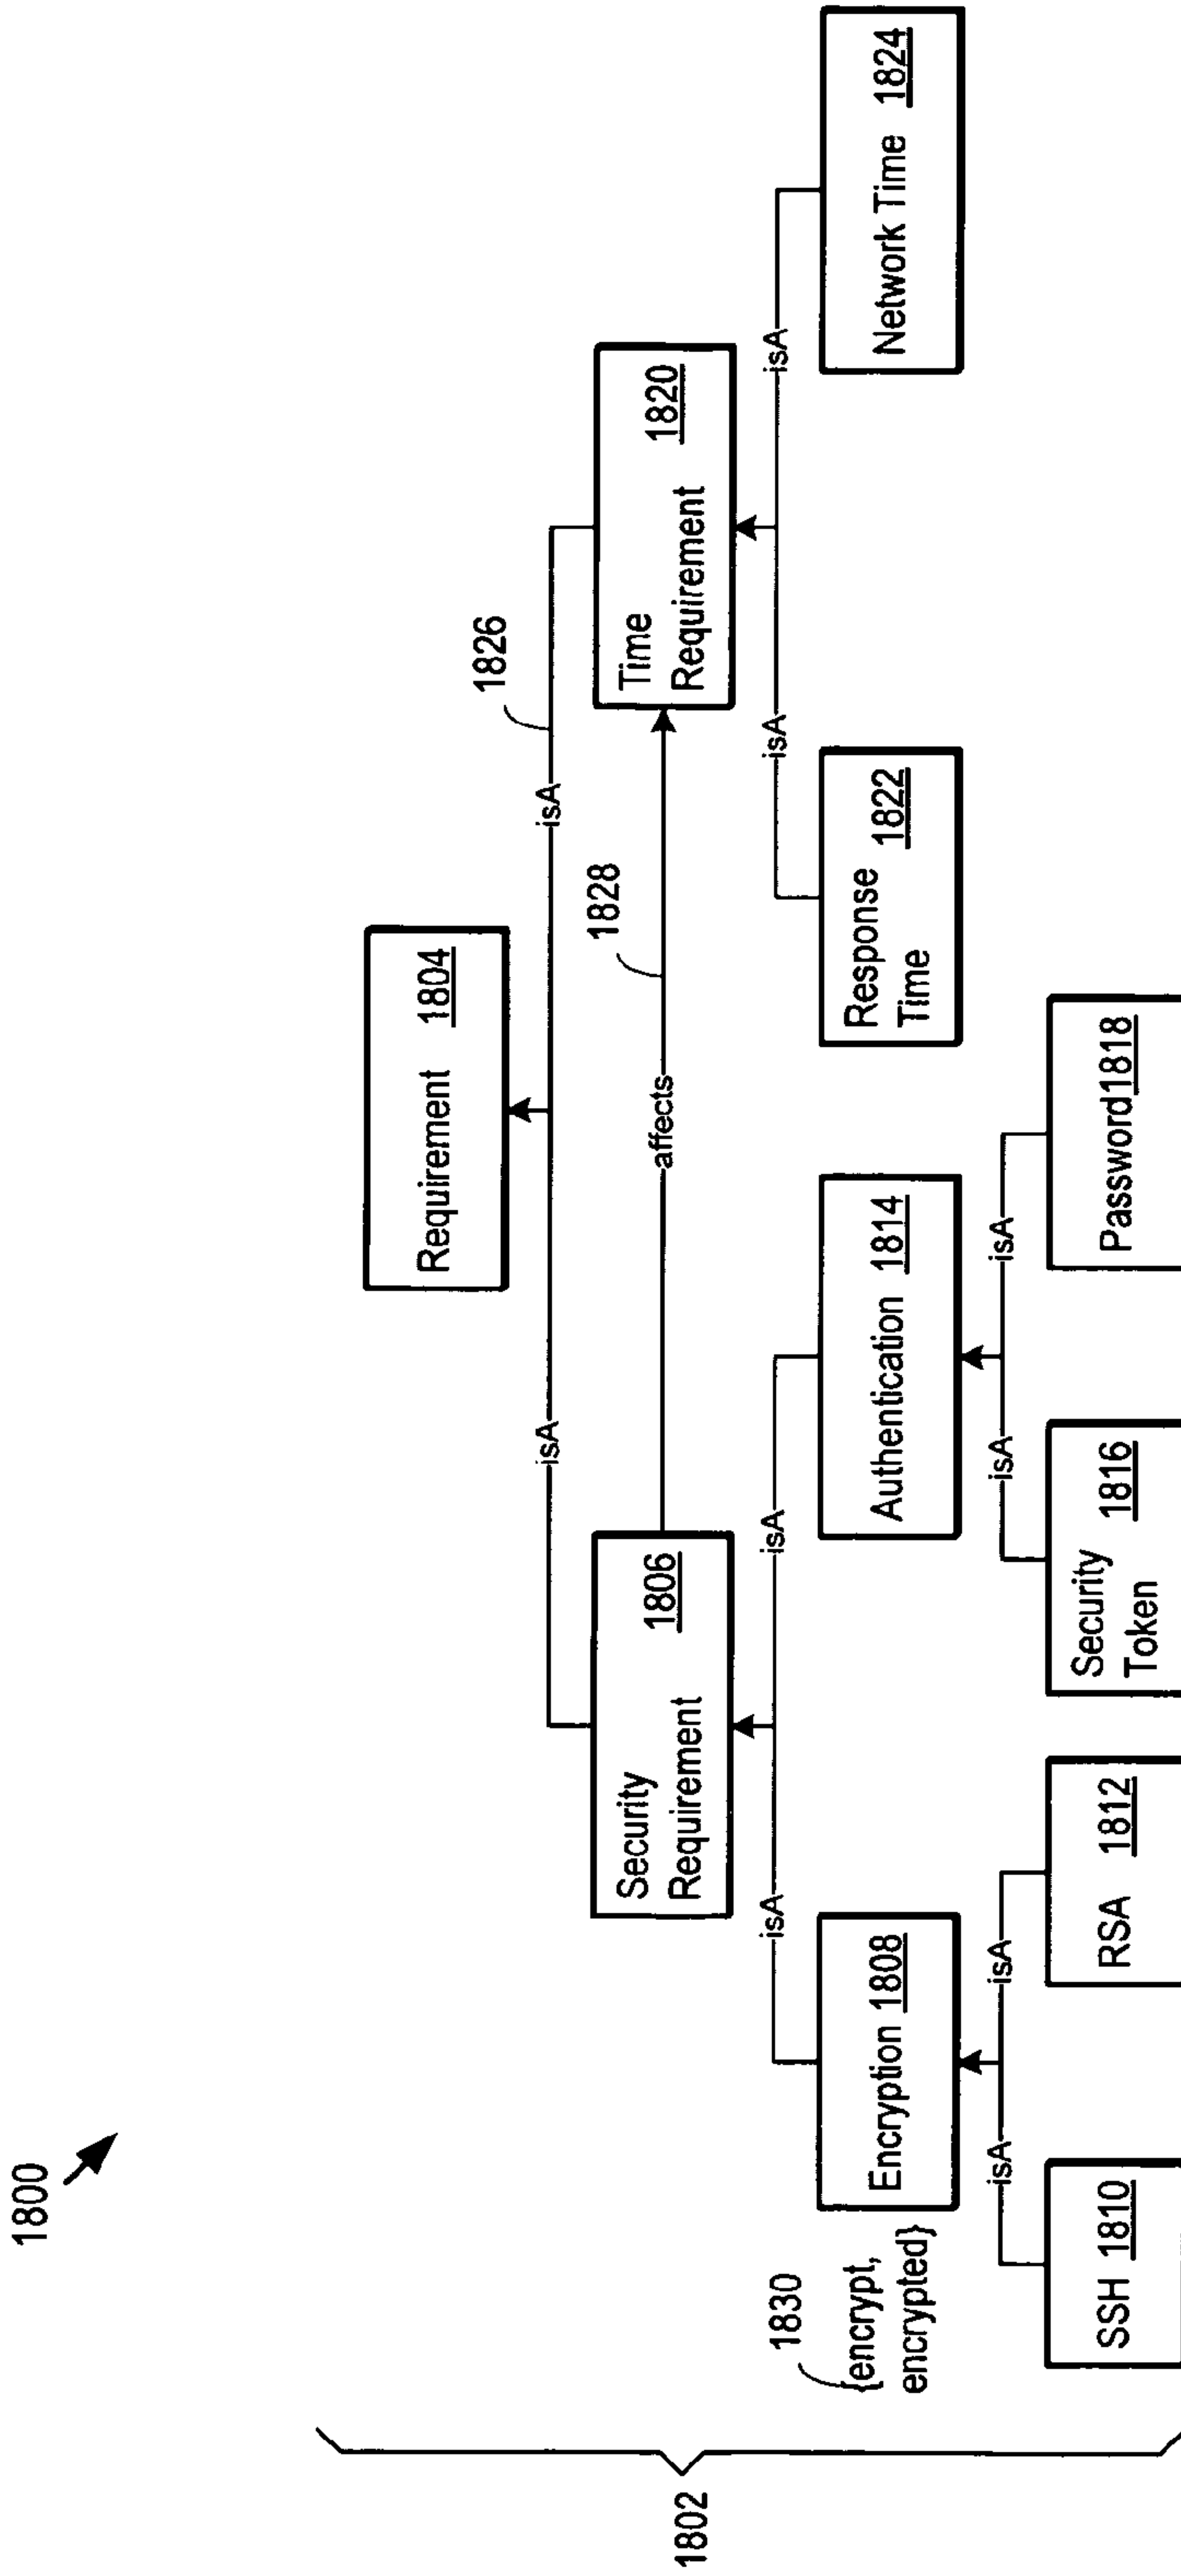 1800
1802
Requirement 1804
isA
isA
1826
Security
Requirement 1806
affects
1828
Time
Requirement 1820
isA
isA
isA
isA
1830
{encrypt,
encrypted}
Encryption 1808
Authentication 1814
Response
Time 1822
Network Time 1824
isA
isA
isA
isA
SSH 1810
RSA 1812
Security
Token 1816
Password1818